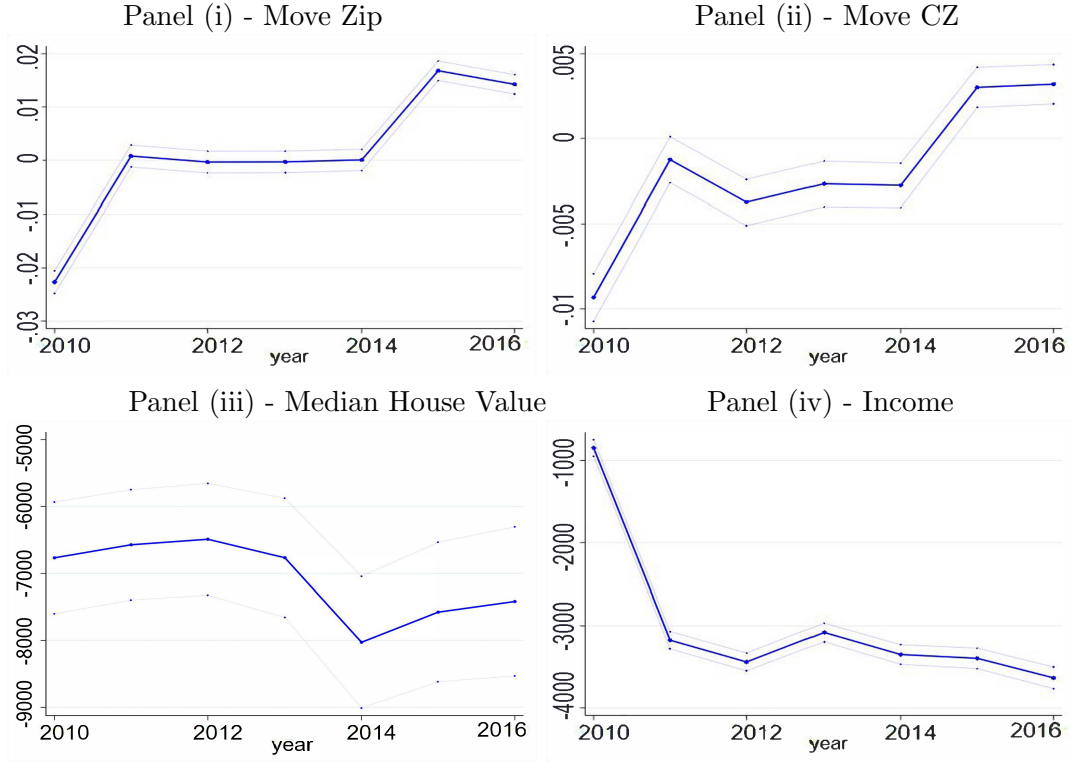 Panel (i) - Move Zip
Panel (ii) - Move CZ
.02
.01
0
-.01
-.02
-.03
2010 2012 2014 2016
year
.005
0
-.005
-.01
2010 2012 2014 2016
year
Panel (iii) - Median House Value
Panel (iv) - Income
-5000
-6000
-7000
-8000
-9000
2010 2012 2014 2016
year
-1000
-2000
-3000
-4000
2010 2012 2014 2016
year